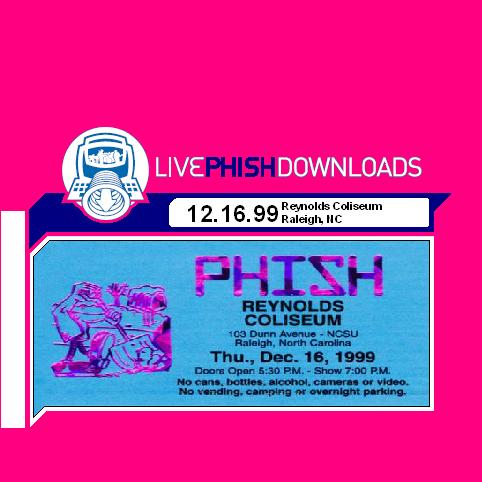 LIVEPHISHDOWNLOADS
12.16.99
Reynolds Coliseum
Raleigh, NC
PHISH
REYNOLDS
COLISEUM
103 Dunn Avenue - NCSU
Raleigh, North Carolina
Thu., Dec. 16, 1999
Doors Open 5:30 P.M. - Show 7:00 P.M.
No cans, bottles, alcohol, cameras or video.
No vending, camping or overnight parking.